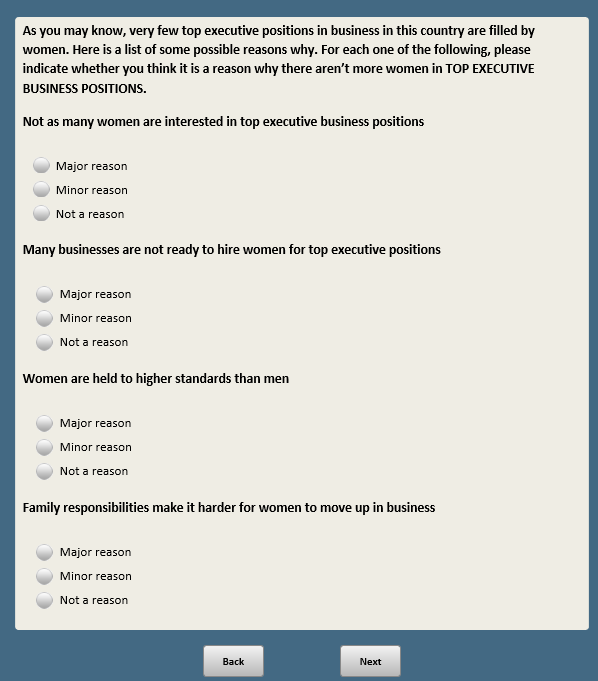 As you may know, very few top executive positions in business in this country are filled by
women. Here is a list of some possible reasons why. For each one of the following, please
indicate whether you think it is a reason why there aren’t more women in TOP EXECUTIVE
BUSINESS POSITIONS.
Not as many women are interested in top executive business positions
Major reason
Minor reason
Not a reason
Many businesses are not ready to hire women for top executive positions
Major reason
Minor reason
Not a reason
Women are held to higher standards than men
Major reason
Minor reason
Not a reason
Family responsibilities make it harder for women to move up in business
Major reason
Minor reason
Not a reason
Back Next